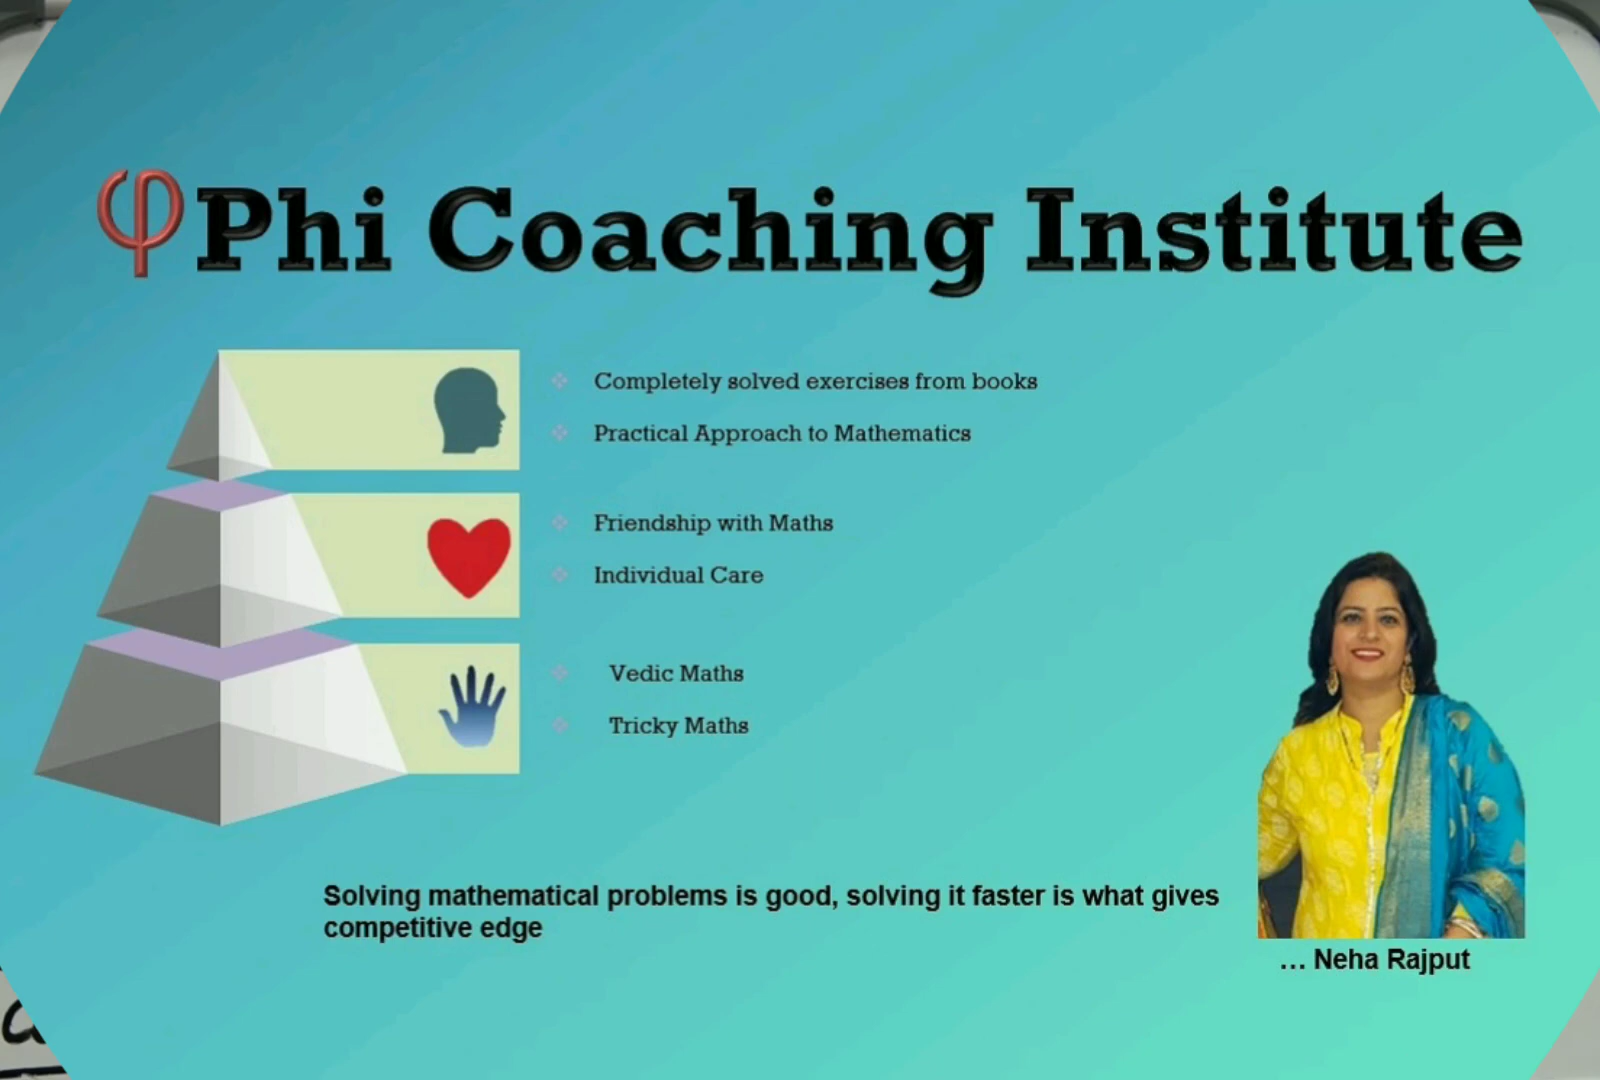 φPhi Coaching Institute
Completely solved exercises from books
Practical Approach to Mathematics
Friendship with Maths
Individual Care
Vedic Maths
Tricky Maths
Solving mathematical problems is good, solving it faster is what gives
competitive edge
... Neha Rajput